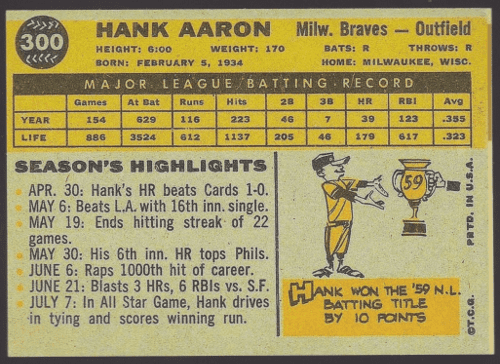 300
HANK AARON Milw. Braves — Outfield
HEIGHT: 6:00 WEIGHT: 170 BATS: R THROWS: R
BORN: FEBRUARY 5, 1934 HOME: MILWAUKEE, WISC.
MAJOR LEAGUE BATTING RECORD
Games At Bat Runs Hits 2B 3B HR RBI Avg
YEAR 154 629 116 223 46 7 39 123 .355
LIFE 886 3524 612 1137 205 46 179 617 .323
SEASON'S HIGHLIGHTS
APR. 30: Hank's HR beats Cards 1-0.
MAY 6: Beats L.A. with 16th inn. single.
MAY 19: Ends hitting streak of 22
games.
MAY 30: His 6th inn. HR tops Phils.
JUNE 6: Raps 1000th hit of career.
JUNE 21: Blasts 3 HRs, 6 RBIs vs. S.F.
JULY 7: In All Star Game, Hank drives
in tying and scores winning run.
59
HANK WON THE '59 N.L.
BATTING TITLE
BY 10 POINTS
©T.C.G. PRTD. IN U.S.A.